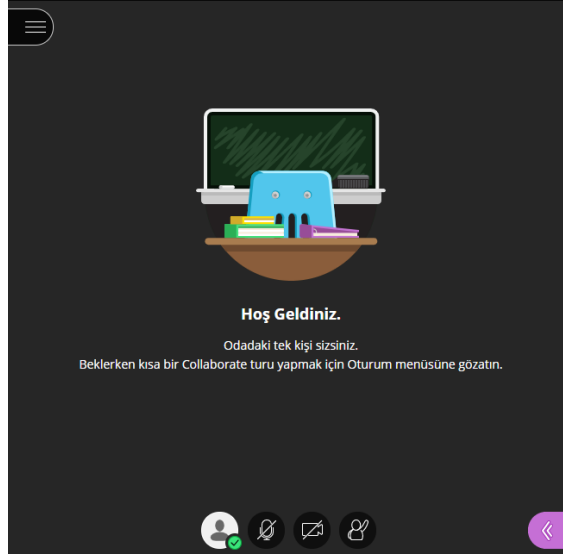 Hoş Geldiniz.
Odadaki tek kişi sizsiniz.
Beklerken kısa bir Collaborate turu yapmak için Oturum menüsüne gözatın.